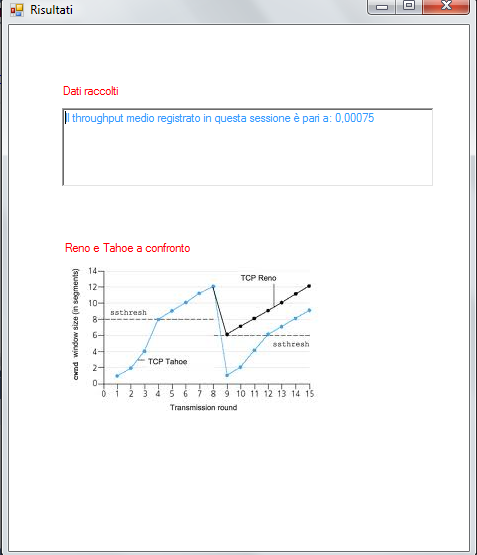 Risultati
Dati raccolti
Il throughput medio registrato in questa sessione è pari a: 0,00075
Reno e Tahoe a confronto
cwnd window size (in segments)
14
12
10
8
6
4
2
0
TCP Reno
ssthresh
ssthresh
TCP Tahoe
0 1 2 3 4 5 6 7 8 9 10 11 12 13 14 15
Transmission round